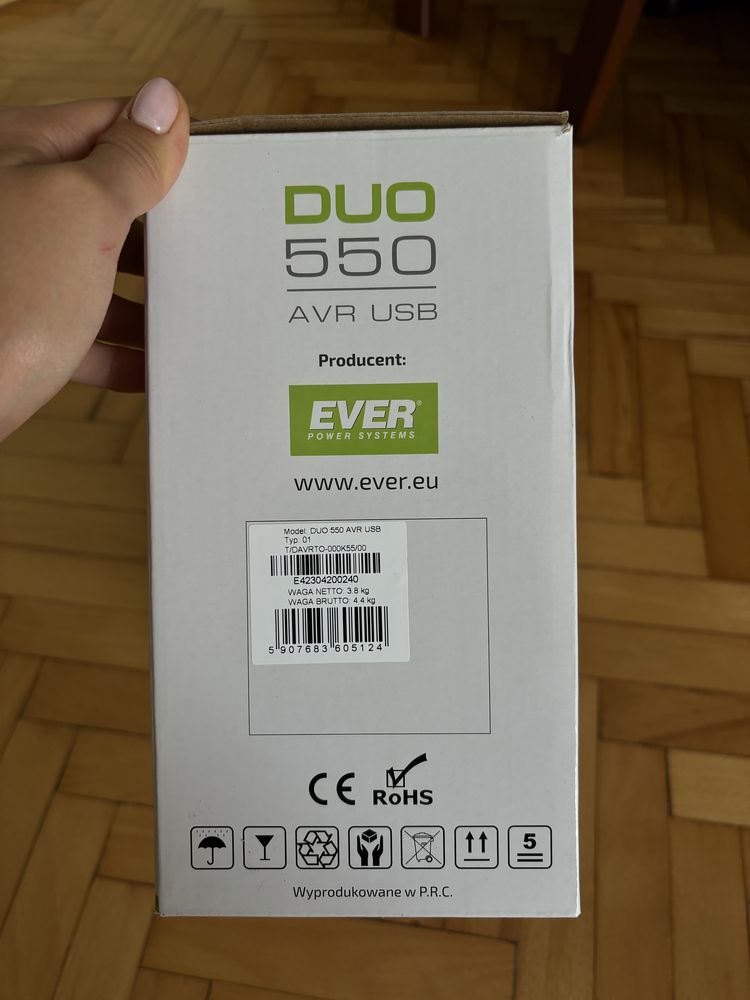 DUO
550
AVR USB
Producent:
EVER®
POWER SYSTEMS
www.ever.eu
Model: DUO 550 AVR USB
Typ: 01
T/DAVRTO-000K55/00
E42304200240
WAGA NETTO: 3.8 kg
WAGA BRUTTO: 4.4 kg
5 907683 605124
CE
RoHS
5
Wyprodukowane w P.R.C.